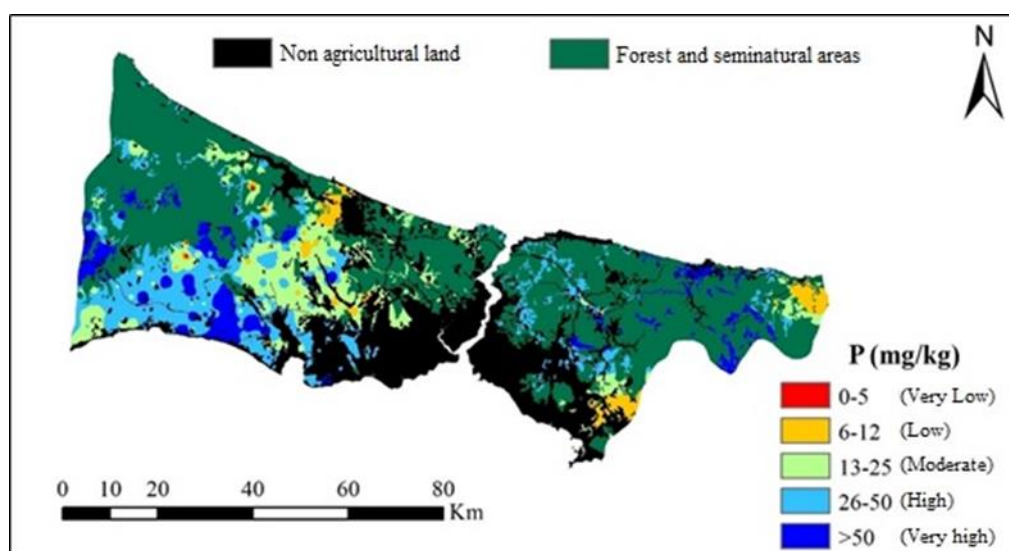 Non agricultural land
Forest and seminatural areas
N
P (mg/kg)
0-5 (Very Low)
6-12 (Low)
13-25 (Moderate)
26-50 (High)
>50 (Very high)
0 10 20 40 60 80
Km